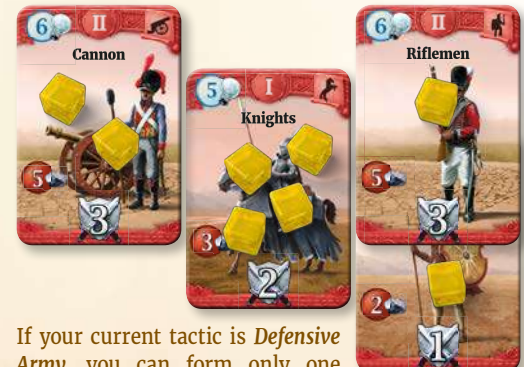 6 II
Cannon
5
3
5 I
Knights
3
2
6 II
Riflemen
5
3
2
1
If your current tactic is Defensive
Army, you can form only one